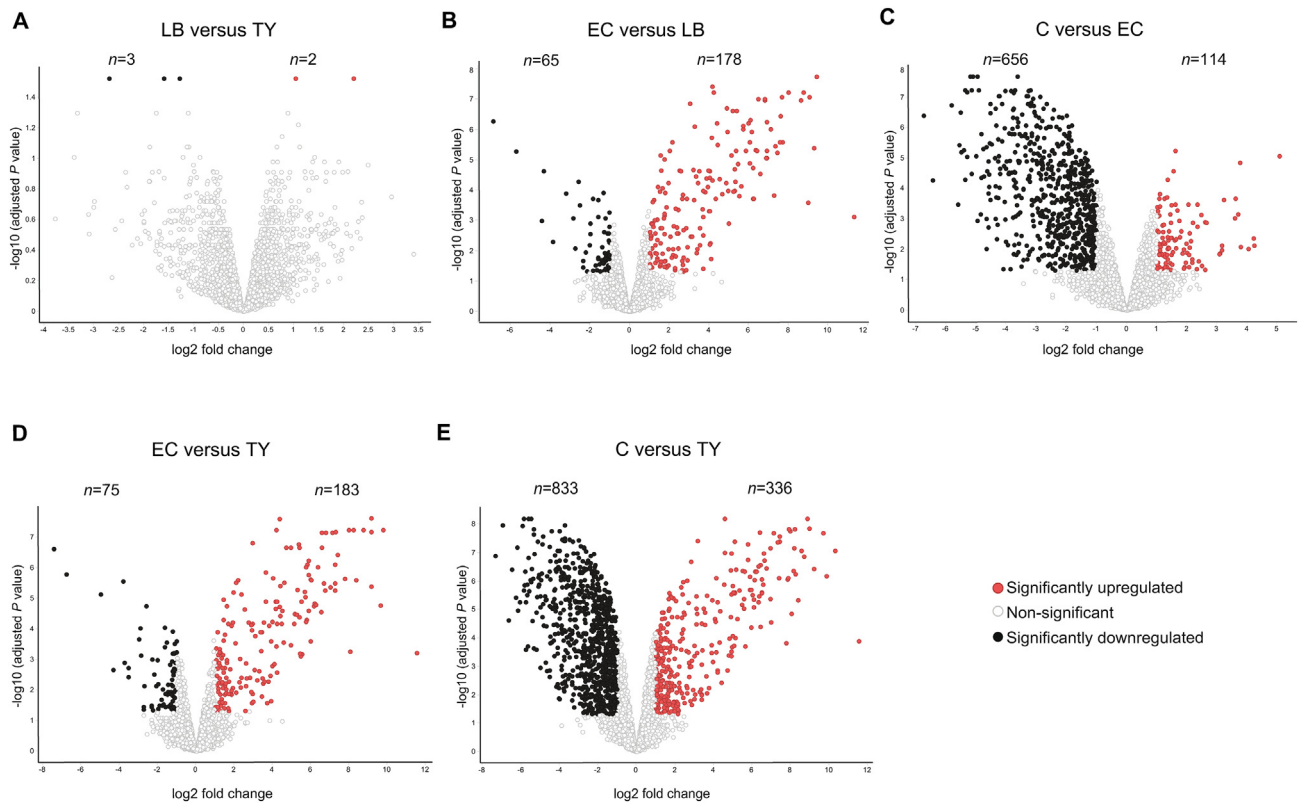 A
LB versus TY
n=3
n=2
1.4
1.2
1
0.8
0.6
0.4
0.2
0
-log10 (adjusted P value)
-4 -3.5 -3 -2.5 -2 -1.5 -1 -0.5 0 0.5 1 1.5 2 2.5 3 3.5
log2 fold change
B
EC versus LB
n=65
n=178
8
7
6
5
4
3
2
1
0
-log10 (adjusted P value)
-6 -4 -2 0 2 4 6 8 10 12
log2 fold change
C
C versus EC
n=656
n=114
8
7
6
5
4
3
2
1
0
-log10 (adjusted P value)
-7 -6 -5 -4 -3 -2 -1 0 1 2 3 4 5
log2 fold change
D
EC versus TY
n=75
n=183
7
6
5
4
3
2
1
0
-log10 (adjusted P value)
-8 -6 -4 -2 0 2 4 6 8 10 12
log2 fold change
E
C versus TY
n=833
n=336
8
7
6
5
4
3
2
1
0
-log10 (adjusted P value)
-8 -6 -4 -2 0 2 4 6 8 10 12
log2 fold change
Significantly upregulated
Non-significant
Significantly downregulated